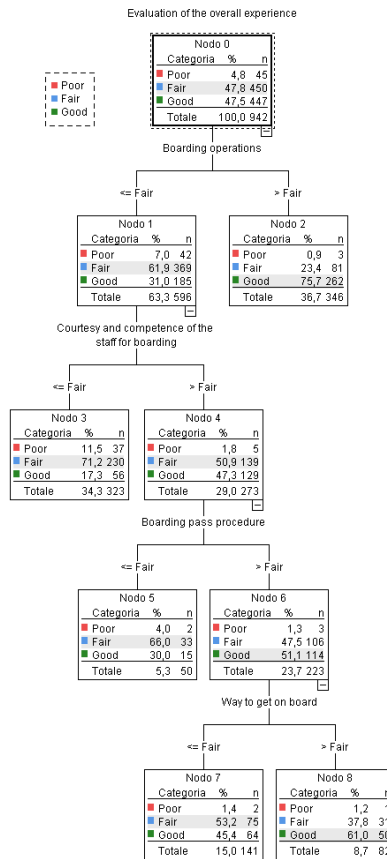 Evaluation of the overall experience
Poor
Fair
Good
Nodo 0
Categoria % n
Poor 4,8 45
Fair 47,8 450
Good 47,5 447
Totale 100,0 942
Boarding operations
<= Fair > Fair
Nodo 1
Categoria % n
Poor 7,0 42
Fair 61,9 369
Good 31,0 185
Totale 63,3 596
Nodo 2
Categoria % n
Poor 0,9 3
Fair 23,4 81
Good 75,7 262
Totale 36,7 346
Courtesy and competence of the
staff for boarding
<= Fair > Fair
Nodo 3
Categoria % n
Poor 11,5 37
Fair 71,2 230
Good 17,3 56
Totale 34,3 323
Nodo 4
Categoria % n
Poor 1,8 5
Fair 50,9 139
Good 47,3 129
Totale 29,0 273
Boarding pass procedure
<= Fair > Fair
Nodo 5
Categoria % n
Poor 4,0 2
Fair 66,0 33
Good 30,0 15
Totale 5,3 50
Nodo 6
Categoria % n
Poor 1,3 3
Fair 47,5 106
Good 51,1 114
Totale 23,7 223
Way to get on board
<= Fair > Fair
Nodo 7
Categoria % n
Poor 1,4 2
Fair 53,2 75
Good 45,4 64
Totale 15,0 141
Nodo 8
Categoria %
Poor 1,2
Fair 37,8
Good 61,0
Totale 8,7